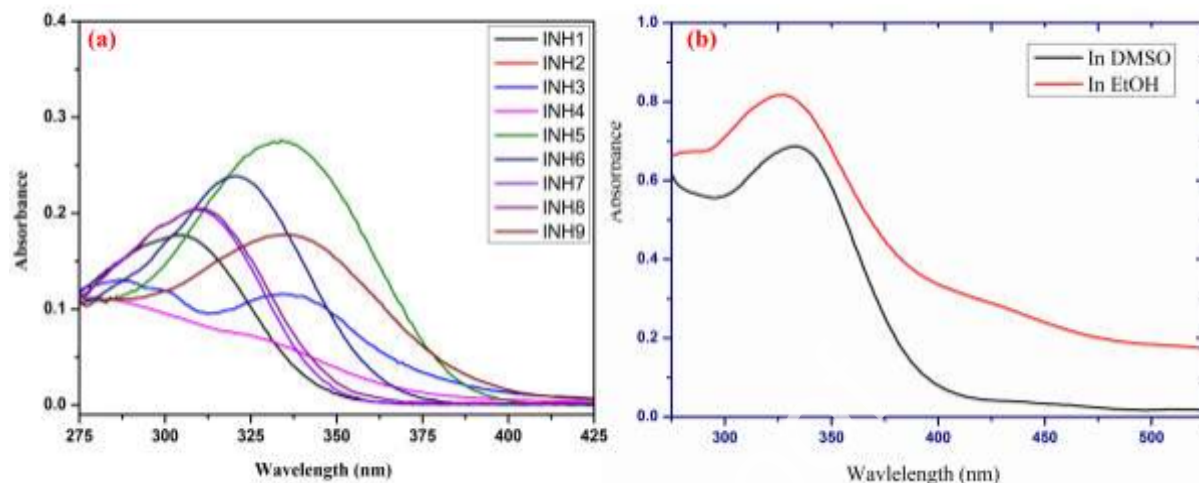 (a)
INH1
INH2
INH3
INH4
INH5
INH6
INH7
INH8
INH9
0.4
0.3
0.2
0.1
0.0
Absorbance
275 300 325 350 375 400 425
Wavelength (nm)
(b)
In DMSO
In EtOH
1.0
0.8
0.6
0.4
0.2
0.0
Absorbance
300 350 400 450 500
Wavlelength (nm)